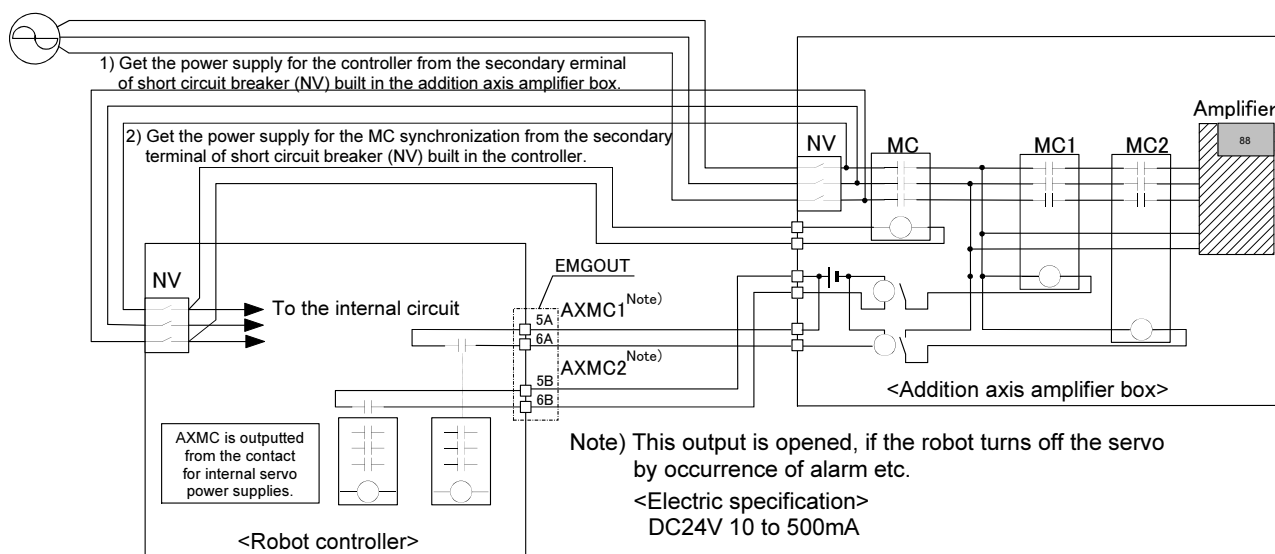 1) Get the power supply for the controller from the secondary erminal
of short circuit breaker (NV) built in the addition axis amplifier box.
2) Get the power supply for the MC synchronization from the secondary
terminal of short circuit breaker (NV) built in the controller.
Amplifier
88
NV
MC
MC1
MC2
NV
To the internal circuit
EMGOUT
5A
AXMC1 Note)
6A
AXMC2 Note)
5B
6B
<Addition axis amplifier box>
AXMC is outputted
from the contact
for internal servo
power supplies.
<Robot controller>
Note) This output is opened, if the robot turns off the servo
by occurrence of alarm etc.
<Electric specification>
DC24V 10 to 500mA